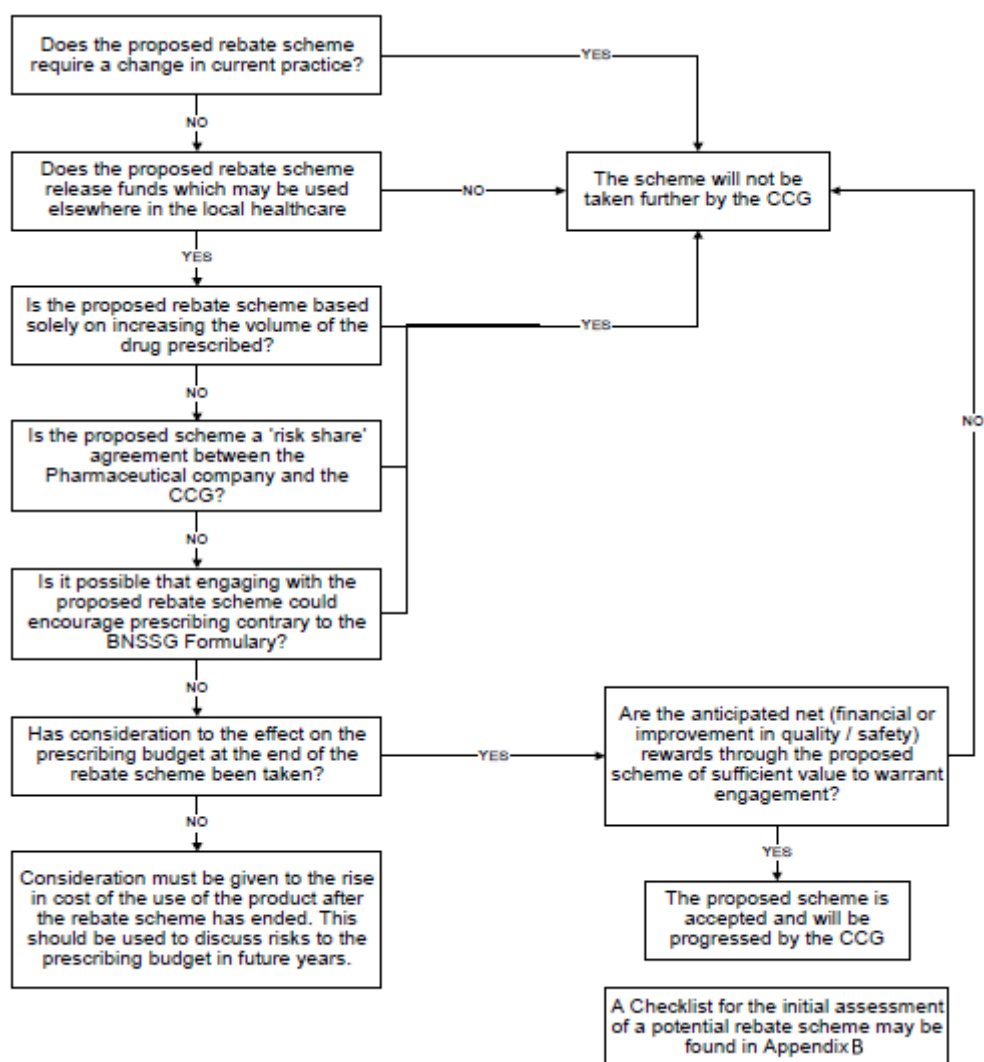 Does the proposed rebate scheme
require a change in current practice?
YES
NO
Does the proposed rebate scheme
release funds which may be used
elsewhere in the local healthcare
NO
The scheme will not be
taken further by the CCG
YES
Is the proposed rebate scheme based
solely on increasing the volume of the
drug prescribed?
YES
NO
Is the proposed scheme a 'risk share'
agreement between the
Pharmaceutical company and the
CCG?
NO
NO
Is it possible that engaging with the
proposed rebate scheme could
encourage prescribing contrary to the
BNSSG Formulary?
NO
Has consideration to the effect on the
prescribing budget at the end of the
rebate scheme been taken?
YES
Are the anticipated net (financial or
improvement in quality / safety)
rewards through the proposed
scheme of sufficient value to warrant
engagement?
NO
YES
Consideration must be given to the rise
in cost of the use of the product after
the rebate scheme has ended. This
should be used to discuss risks to the
prescribing budget in future years.
The proposed scheme is
accepted and will be
progressed by the CCG
A Checklist for the initial assessment
of a potential rebate scheme may be
found in Appendix B